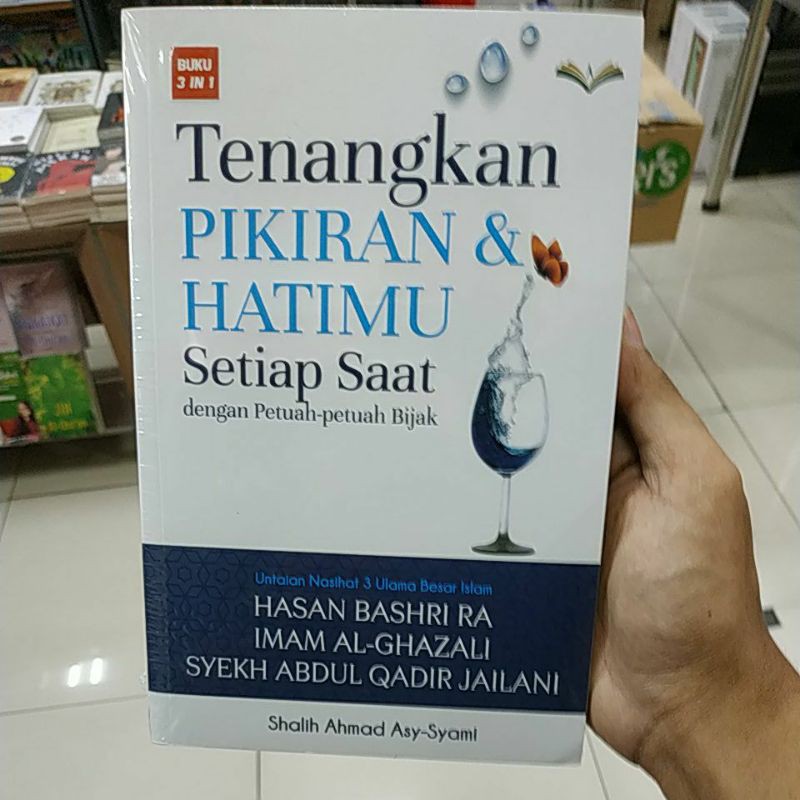 BUKU
3 IN 1
Tenangkan
PIKIRAN &
HATIMU
Setiap Saat
dengan Petuah-petuah Bijak
Untaian Nasihat 3 Ulama Besar Islam
HASAN BASHRI RA
IMAM AL-GHAZALI
SYEKH ABDUL QADIR JAILANI
Shalih Ahmad Asy-Syami